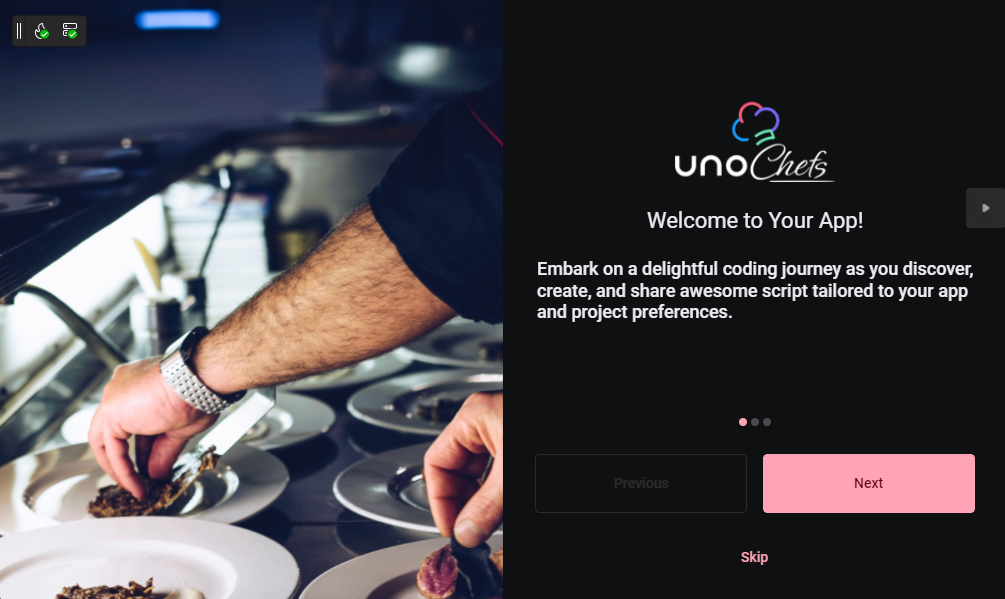 uno Chefs
Welcome to Your App!
Embark on a delightful coding journey as you discover,
create, and share awesome script tailored to your app
and project preferences.
Previous
Next
Skip